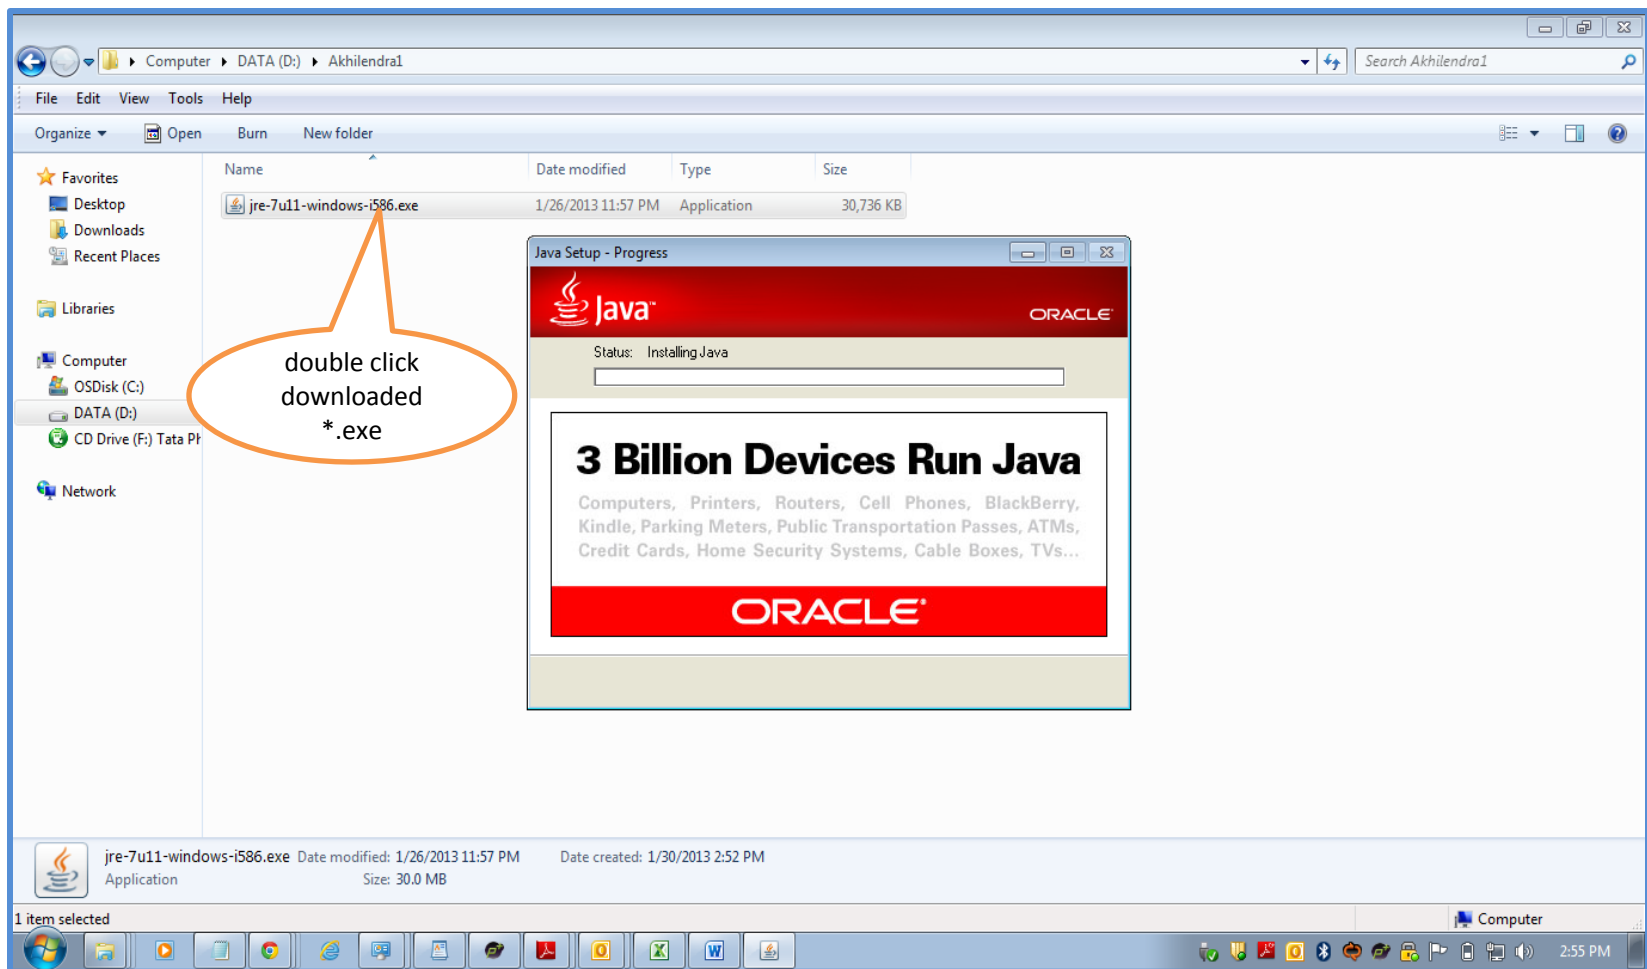 Computer ▸ DATA (D:) ▸ Akhilendra1
Search Akhilendra1
File Edit View Tools Help
Organize Open Burn New folder
Favorites
Desktop
Downloads
Recent Places
Libraries
Computer
OSDisk (C:)
DATA (D:)
CD Drive (F:) Tata Ph
Network
Name Date modified Type Size
jre-7u11-windows-i586.exe 1/26/2013 11:57 PM Application 30,736 KB
double click
downloaded
*.exe
Java Setup - Progress
Java™
ORACLE®
Status: Installing Java
3 Billion Devices Run Java
Computers, Printers, Routers, Cell Phones, BlackBerry,
Kindle, Parking Meters, Public Transportation Passes, ATMs,
Credit Cards, Home Security Systems, Cable Boxes, TVs...
ORACLE®
jre-7u11-windows-i586.exe Date modified: 1/26/2013 11:57 PM Date created: 1/30/2013 2:52 PM
Application Size: 30.0 MB
1 item selected
Computer
2:55 PM